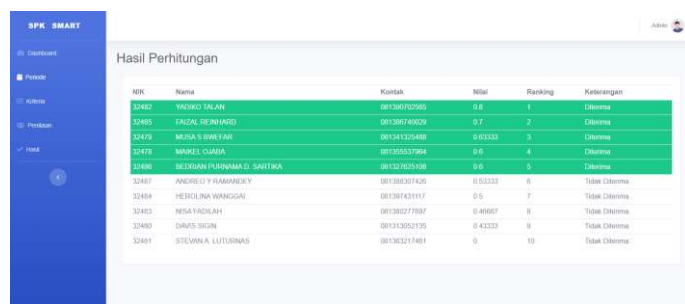 SPK SMART
Admin
Dashboard
Periode
Kriteria
Penilaian
Hasil
Hasil Perhitungan
NIK Nama Kontak Nilai Ranking Keterangan
32482 YADIKO TALAN 081390702565 0.8 1 Diterima
32485 FAIZAL REINHARD 081386740029 0.7 2 Diterima
32479 MUSA S BWEFAR 081341325488 0.63333 3 Diterima
32478 MAIKEL OJABA 081355537964 0.6 4 Diterima
32486 BEDRIAN PURNAMA D. SARTIKA 081327625108 0.6 5 Diterima
32487 ANDREO Y RAMANDEY 081388307426 0.53333 6 Tidak Diterima
32484 HEROLINA WANGGAI 081397431117 0.5 7 Tidak Diterima
32483 NISA FADILAH 081380277897 0.46667 8 Tidak Diterima
32480 DAVIS SIGIN 081313052135 0.43333 9 Tidak Diterima
32481 STEVAN A. LUTURNAS 081363217461 0 10 Tidak Diterima